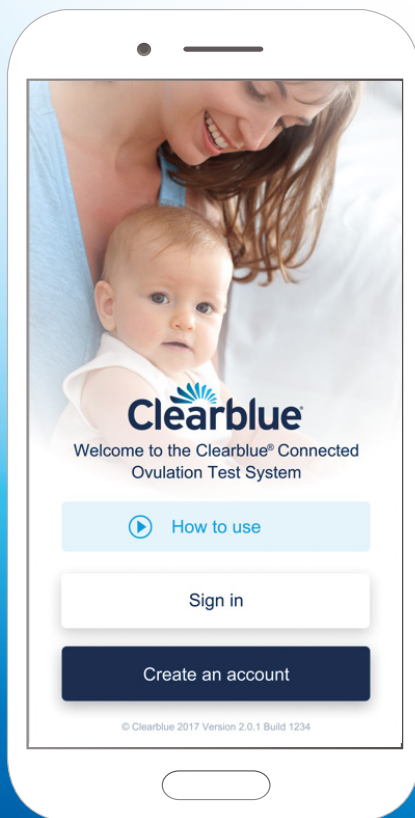 Clearblue
Welcome to the Clearblue® Connected
Ovulation Test System
How to use
Sign in
Create an account
© Clearblue 2017 Version 2.0.1 Build 1234